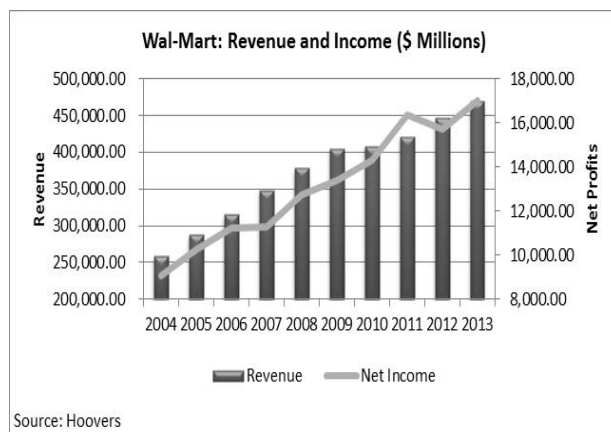 Wal-Mart: Revenue and Income ($ Millions)
500,000.00
450,000.00
400,000.00
350,000.00
300,000.00
250,000.00
200,000.00
Revenue
18,000.00
16,000.00
14,000.00
12,000.00
10,000.00
8,000.00
Net Profits
2004 2005 2006 2007 2008 2009 2010 2011 2012 2013
Revenue Net Income
Source: Hoovers